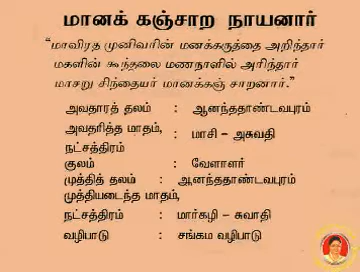 மானக் கஞ்சாற நாயனார்
“மாவிரத முனிவரின் மனக்கருத்தை அறிந்தார்
மகளின் கூந்தலை மணநாளில் அரிந்தார்
மாசறு சிந்தையர் மானக்கஞ் சாறனார்.”
அவதாரத் தலம் : ஆனந்ததாண்டவபுரம்
அவதரித்த மாதம்,
நட்சத்திரம் : மாசி – அசுவதி
குலம் : வேளாளர்
முத்தித் தலம் : ஆனந்ததாண்டவபுரம்
முத்தியடைந்த மாதம்,
நட்சத்திரம் : மார்கழி – சுவாதி
வழிபாடு : சங்கம வழிபாடு